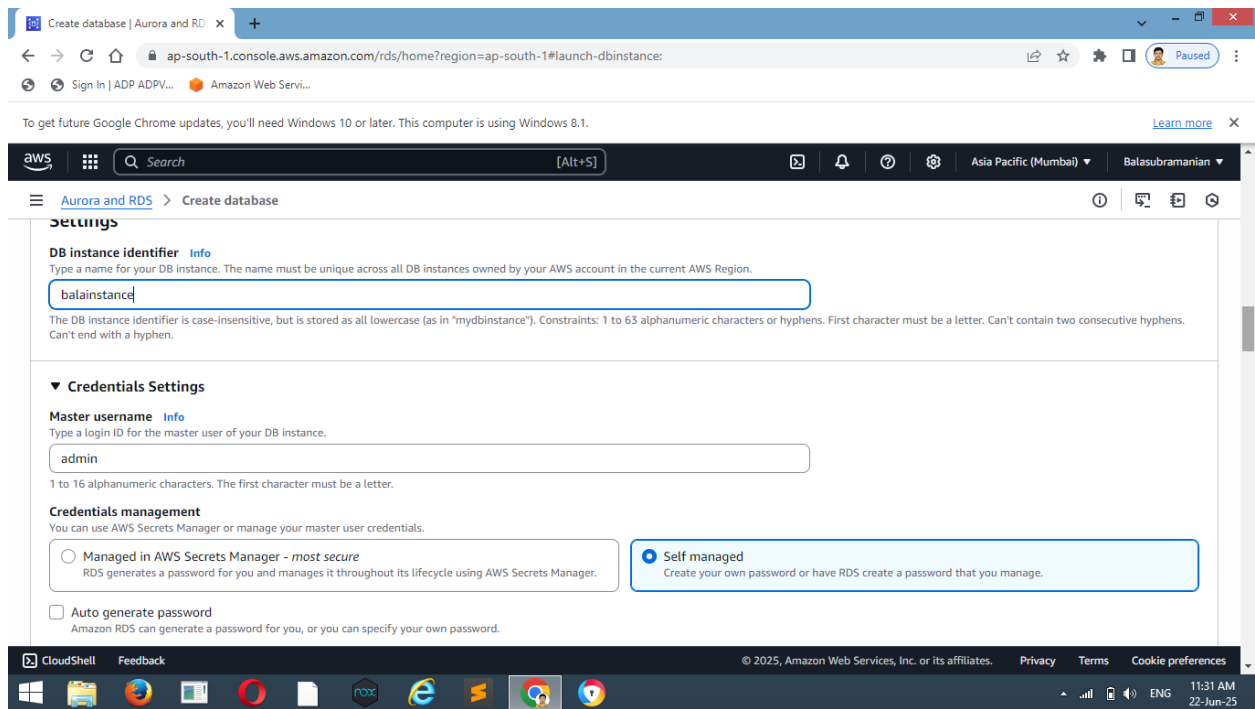 Create database | Aurora and RD
ap-south-1.console.aws.amazon.com/rds/home?region=ap-south-1#launch-dbinstance:
Paused
Sign In | ADP ADPV...
Amazon Web Servi...
To get future Google Chrome updates, you'll need Windows 10 or later. This computer is using Windows 8.1.
Learn more
aws
Search
[Alt+S]
Asia Pacific (Mumbai)
Balasubramanian
Aurora and RDS > Create database
Settings
DB instance identifier Info
Type a name for your DB instance. The name must be unique across all DB instances owned by your AWS account in the current AWS Region.
balainstance
The DB instance identifier is case-insensitive, but is stored as all lowercase (as in "mydbinstance"). Constraints: 1 to 63 alphanumeric characters or hyphens. First character must be a letter. Can't contain two consecutive hyphens.
Can't end with a hyphen.
Credentials Settings
Master username Info
Type a login ID for the master user of your DB instance.
admin
1 to 16 alphanumeric characters. The first character must be a letter.
Credentials management
You can use AWS Secrets Manager or manage your master user credentials.
Managed in AWS Secrets Manager - most secure
RDS generates a password for you and manages it throughout its lifecycle using AWS Secrets Manager.
Self managed
Create your own password or have RDS create a password that you manage.
Auto generate password
Amazon RDS can generate a password for you, or you can specify your own password.
CloudShell
Feedback
© 2025, Amazon Web Services, Inc. or its affiliates.
Privacy
Terms
Cookie preferences
nox
ENG
11:31 AM
22-Jun-25